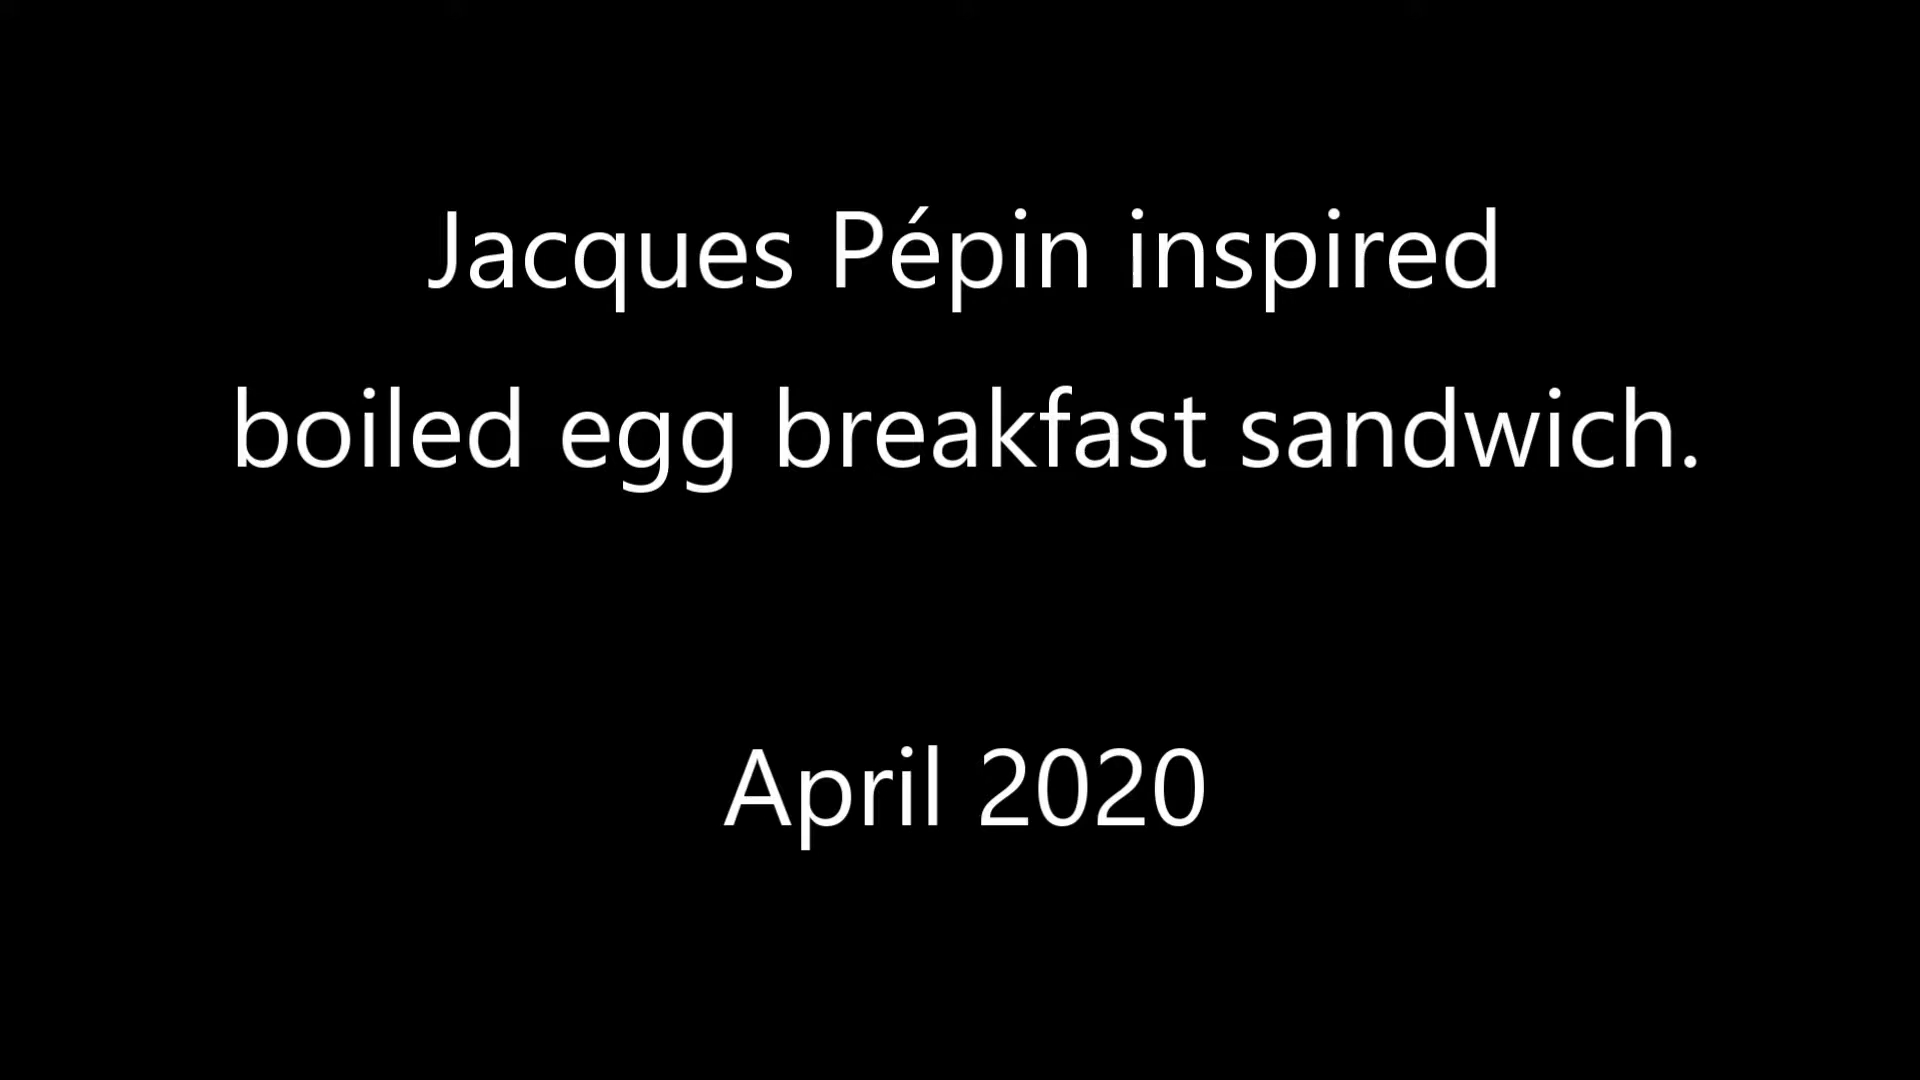 Jacques Pépin inspired
boiled egg breakfast sandwich.
April 2020